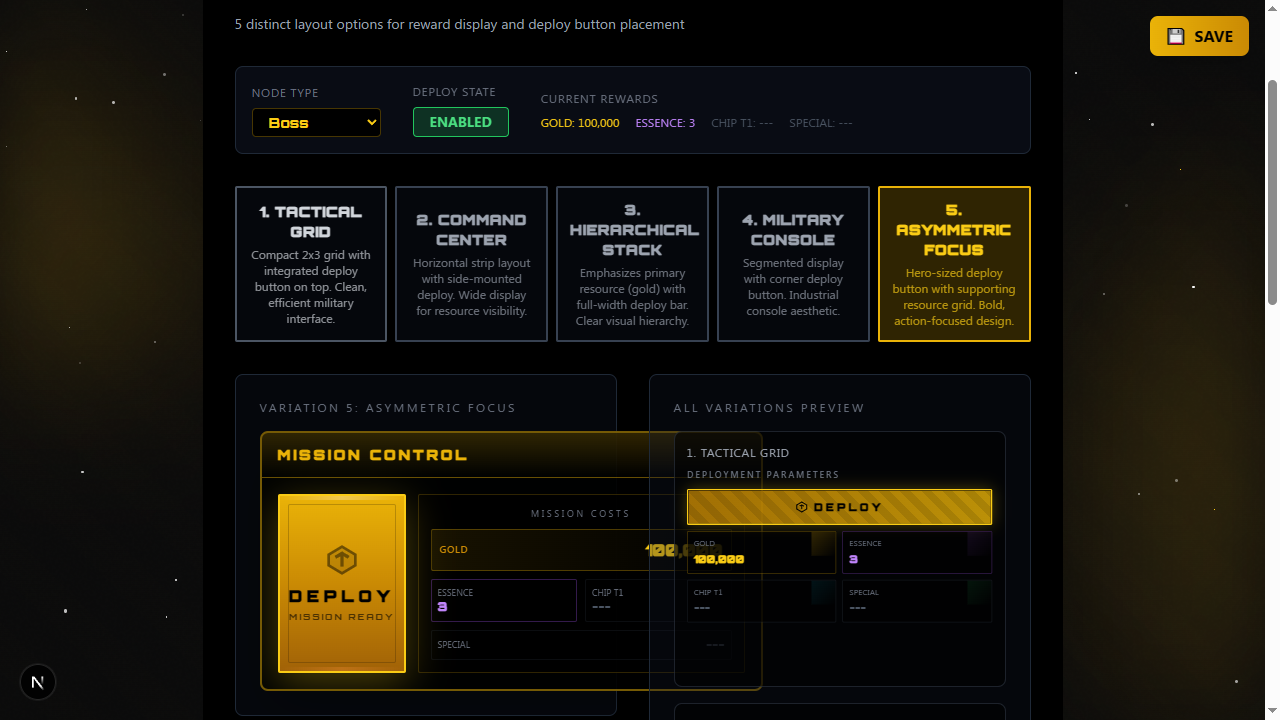 5 distinct layout options for reward display and deploy button placement
💾 SAVE
NODE TYPE
Boss
DEPLOY STATE
ENABLED
CURRENT REWARDS
GOLD: 100,000 ESSENCE: 3 CHIP T1: --- SPECIAL: ---
1. TACTICAL
GRID
Compact 2x3 grid with
integrated deploy
button on top. Clean,
efficient military
interface.
2. COMMAND
CENTER
Horizontal strip layout
with side-mounted
deploy. Wide display
for resource visibility.
3.
HIERARCHICAL
STACK
Emphasizes primary
resource (gold) with
full-width deploy bar.
Clear visual hierarchy.
4. MILITARY
CONSOLE
Segmented display
with corner deploy
button. Industrial
console aesthetic.
5.
ASYMMETRIC
FOCUS
Hero-sized deploy
button with supporting
resource grid. Bold,
action-focused design.
VARIATION 5: ASYMMETRIC FOCUS
MISSION CONTROL
DEPLOY
MISSION READY
MISSION COSTS
GOLD
100,000
ESSENCE
3
CHIP T1
---
SPECIAL
---
ALL VARIATIONS PREVIEW
1. TACTICAL GRID
DEPLOYMENT PARAMETERS
DEPLOY
GOLD
100,000
ESSENCE
3
CHIP T1
---
SPECIAL
---
N